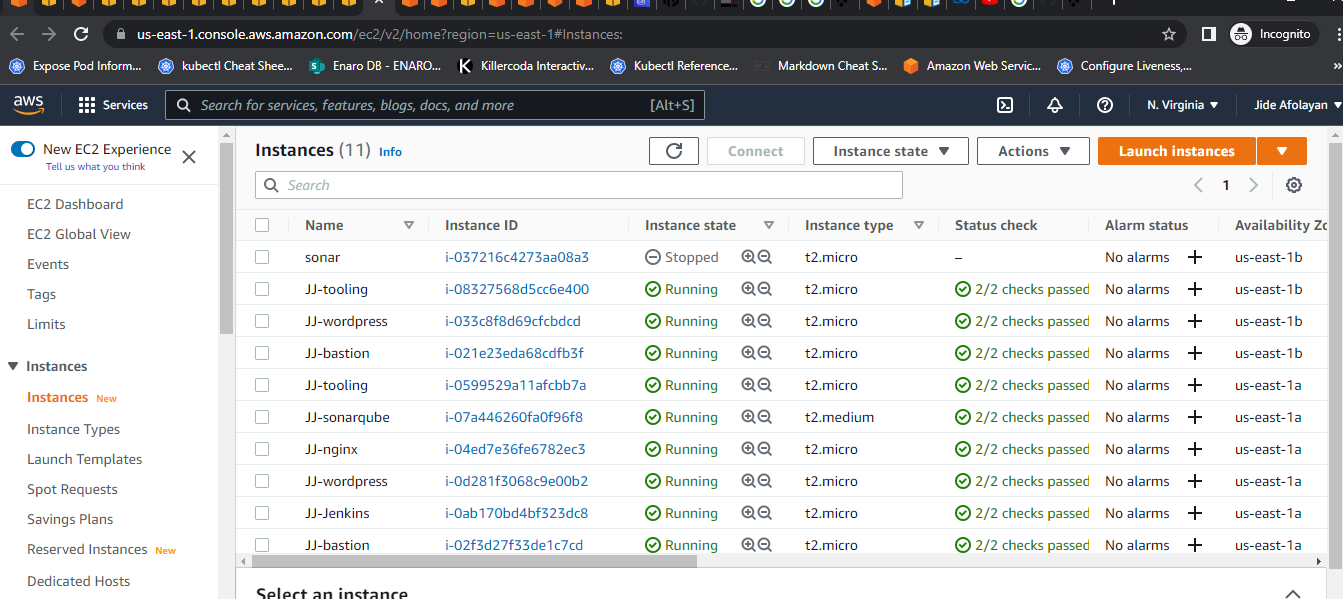 us-east-1.console.aws.amazon.com/ec2/v2/home?region=us-east-1#Instances:
Incognito
Expose Pod Inform... kubectl Cheat Shee... Enaro DB - ENARO... Killercoda Interactiv... Kubectl Reference... Markdown Cheat S... Amazon Web Servic... Configure Liveness,... »
aws Services Search for services, features, blogs, docs, and more [Alt+S] N. Virginia ▼ Jide Afolayan ▼
New EC2 Experience
Tell us what you think
EC2 Dashboard
EC2 Global View
Events
Tags
Limits
Instances
Instances New
Instance Types
Launch Templates
Spot Requests
Savings Plans
Reserved Instances New
Dedicated Hosts
Instances (11) Info Connect Instance state ▼ Actions ▼ Launch instances ▼
Search 1
Name Instance ID Instance state Instance type Status check Alarm status Availability Zo
sonar i-037216c4273aa08a3 Stopped t2.micro – No alarms + us-east-1b
JJ-tooling i-08327568d5cc6e400 Running t2.micro 2/2 checks passed No alarms + us-east-1b
JJ-wordpress i-033c8f8d69cfcbdcd Running t2.micro 2/2 checks passed No alarms + us-east-1b
JJ-bastion i-021e23eda68cdfb3f Running t2.micro 2/2 checks passed No alarms + us-east-1b
JJ-tooling i-0599529a11afcbb7a Running t2.micro 2/2 checks passed No alarms + us-east-1a
JJ-sonarqube i-07a446260fa0f96f8 Running t2.medium 2/2 checks passed No alarms + us-east-1a
JJ-nginx i-04ed7e36fe6782ec3 Running t2.micro 2/2 checks passed No alarms + us-east-1a
JJ-wordpress i-0d281f3068c9e00b2 Running t2.micro 2/2 checks passed No alarms + us-east-1a
JJ-Jenkins i-0ab170bd4bf323dc8 Running t2.micro 2/2 checks passed No alarms + us-east-1a
JJ-bastion i-02f3d27f33de1c7cd Running t2.micro 2/2 checks passed No alarms + us-east-1a
Select an instance